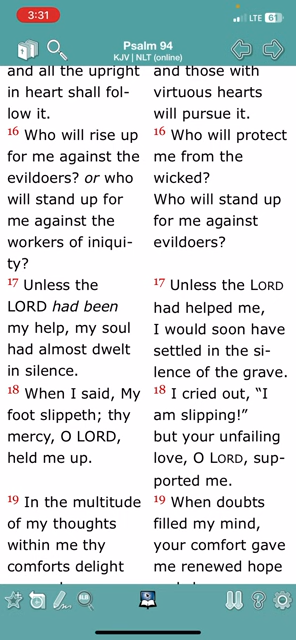 3:31
LTE 61
Psalm 94
KJV | NLT (online)
and all the upright
in heart shall fol-
low it.
16 Who will rise up
for me against the
evildoers? or who
will stand up for
me against the
workers of iniqui-
ty?
17 Unless the
LORD had been
my help, my soul
had almost dwelt
in silence.
18 When I said, My
foot slippeth; thy
mercy, O LORD,
held me up.
19 In the multitude
of my thoughts
within me thy
comforts delight
and those with
virtuous hearts
will pursue it.
16 Who will protect
me from the
wicked?
Who will stand up
for me against
evildoers?
17 Unless the LORD
had helped me,
I would soon have
settled in the si-
lence of the grave.
18 I cried out, “I
am slipping!”
but your unfailing
love, O LORD, sup-
ported me.
19 When doubts
filled my mind,
your comfort gave
me renewed hope